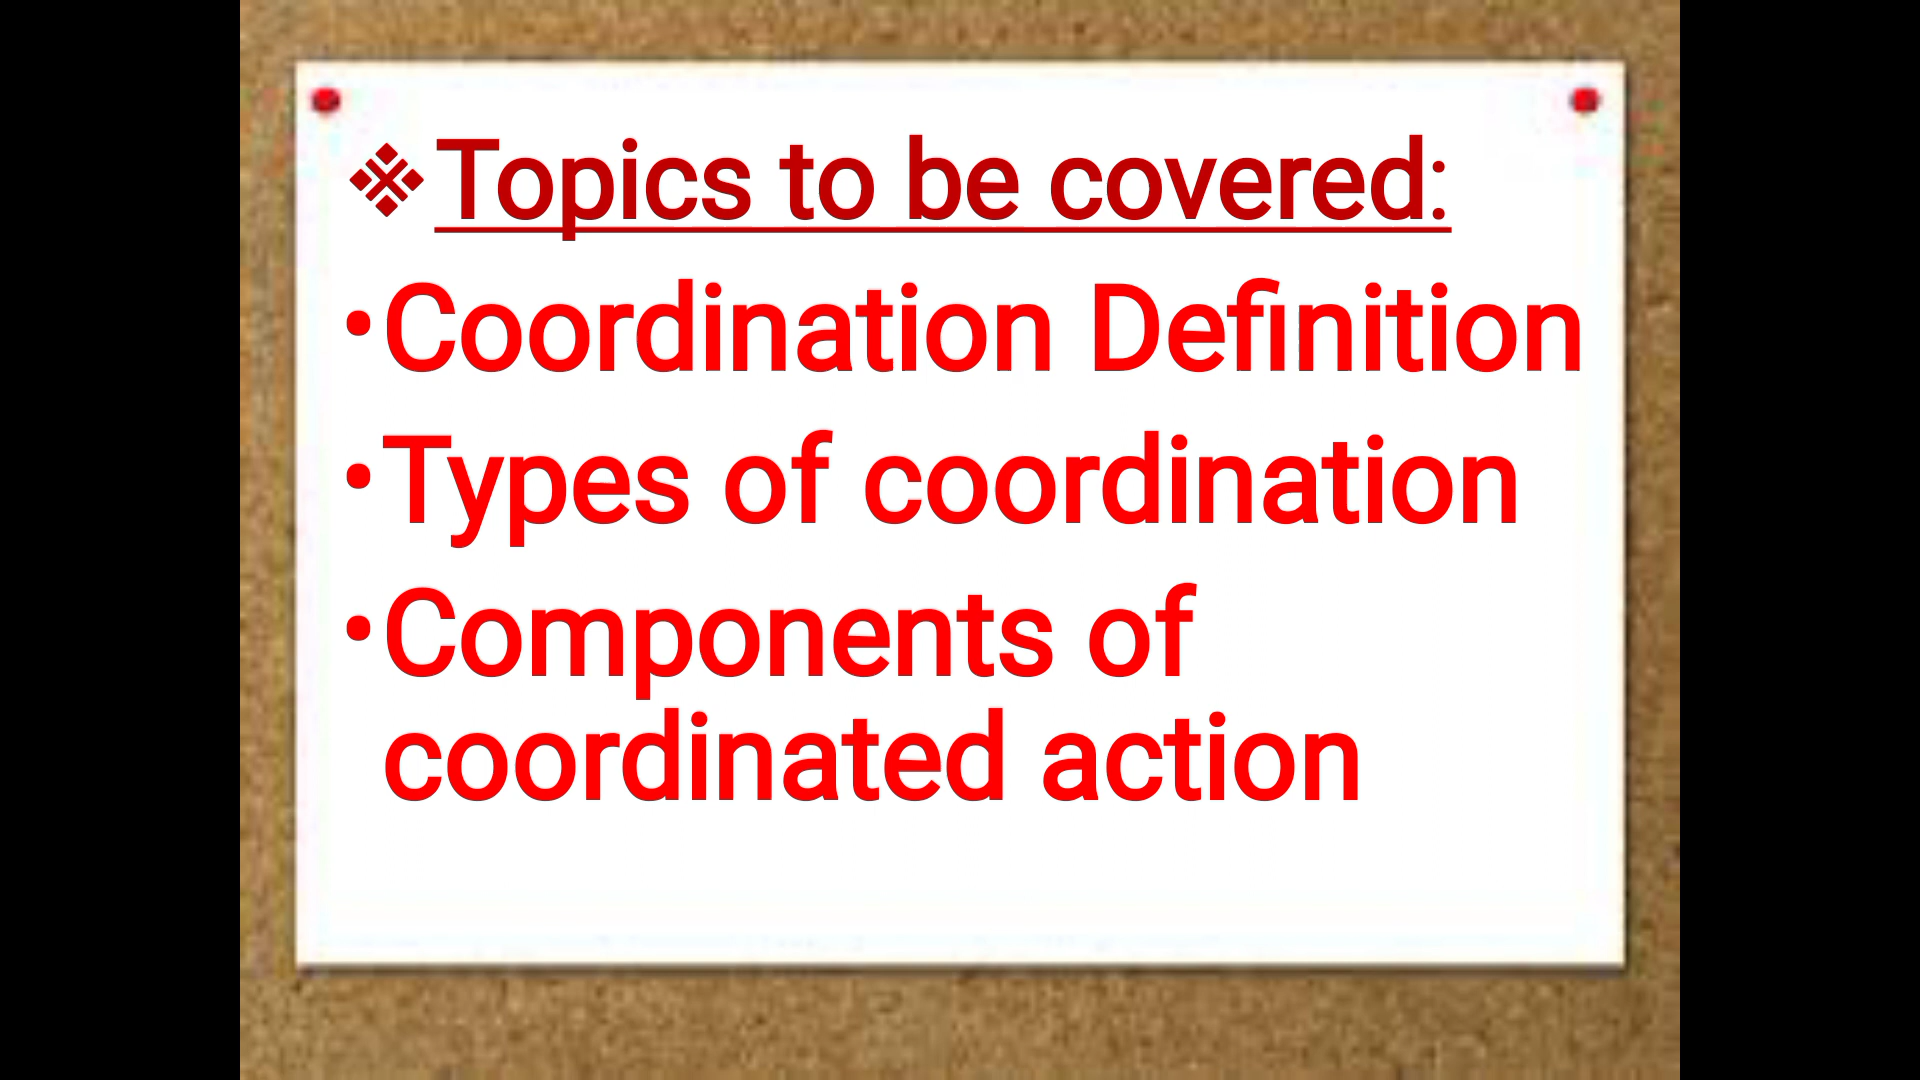 ❖Topics to be covered:
•Coordination Definition
•Types of coordination
•Components of
coordinated action